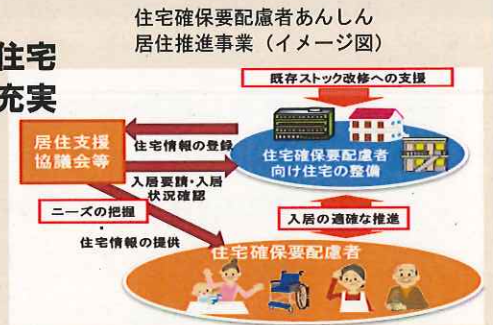 住宅確保要配慮者あんしん
居住推進事業（イメージ図）
住宅
充実
既存ストック改修への支援
居住支援
協議会等
住宅情報の登録
入居要請・入居
状況確認
住宅確保要配慮者
向け住宅の整備
ニーズの把握
・
住宅情報の提供
入居の適確な推進
住宅確保要配慮者